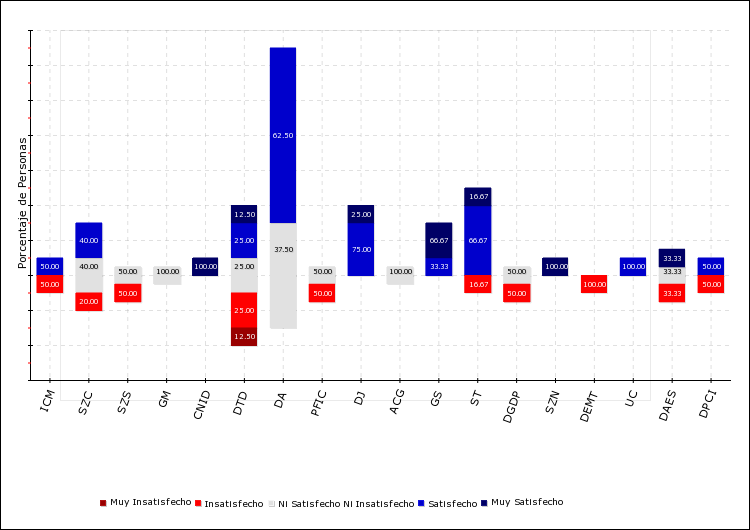 Porcentaje de Personas
62.50
12.50
25.00
16.67
40.00
25.00
75.00
37.50
66.67
66.67
50.00
40.00
50.00
100.00
100.00
25.00
50.00
100.00
33.33
50.00
100.00
100.00
33.33
33.33
50.00
50.00
20.00
50.00
25.00
50.00
16.67
50.00
100.00
33.33
50.00
12.50
ICM
SZC
SZS
GM
CNID
DTD
DA
PFIC
DJ
ACG
GS
ST
DGDP
SZN
DEMT
UC
DAES
DPCI
Muy Insatisfecho
Insatisfecho
Ni Satisfecho Ni Insatisfecho
Satisfecho
Muy Satisfecho